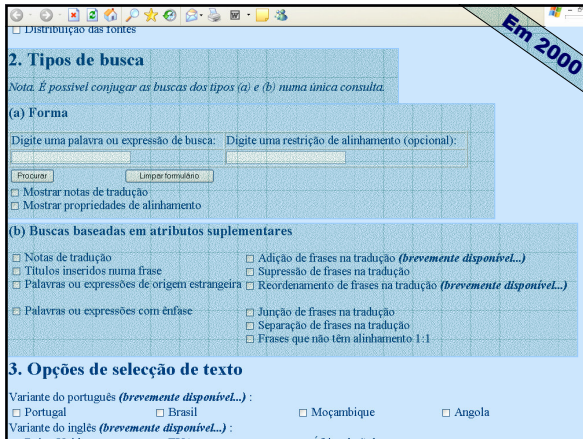 Em 2000
Distribuição das fontes
2. Tipos de busca
Nota. É possível conjugar as buscas dos tipos (a) e (b) numa única consulta.
(a) Forma
Digite uma palavra ou expressão de busca: Digite uma restrição de alinhamento (opcional):
Procurar Limpar formulário
Mostrar notas de tradução
Mostrar propriedades de alinhamento
(b) Buscas baseadas em atributos suplementares
Notas de tradução Adição de frases na tradução (brevemente disponível...)
Títulos inseridos numa frase Supressão de frases na tradução
Palavras ou expressões de origem estrangeira Reordenamento de frases na tradução (brevemente disponível...)
Palavras ou expressões com ênfase Junção de frases na tradução
Separação de frases na tradução
Frases que não têm alinhamento 1:1
3. Opções de selecção de texto
Variante do português (brevemente disponível...) :
Portugal Brasil Moçambique Angola
Variante do inglês (brevemente disponível...) :